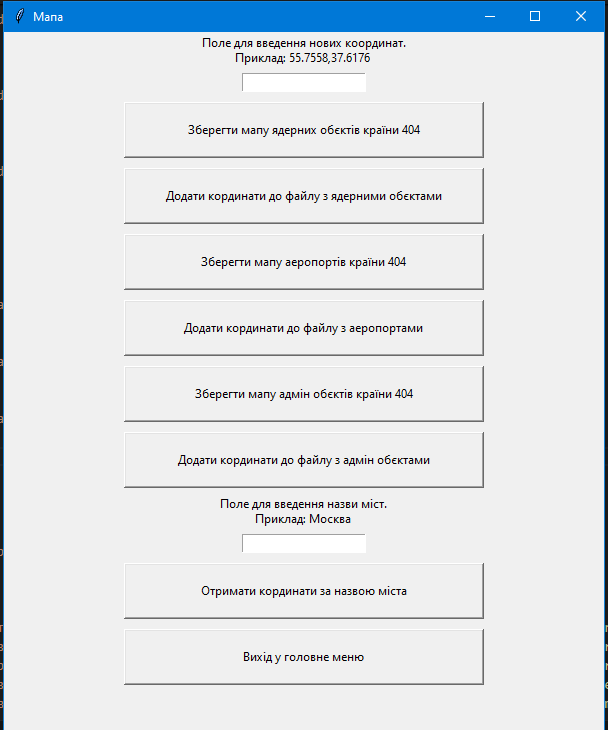 Мапа
Поле для введення нових координат.
Приклад: 55.7558,37.6176
Зберегти мапу ядерних обєктів країни 404
Додати кординати до файлу з ядерними обєктами
Зберегти мапу аеропортів країни 404
Додати кординати до файлу з аеропортами
Зберегти мапу адмін обєктів країни 404
Додати кординати до файлу з адмін обєктами
Поле для введення назви міст.
Приклад: Москва
Отримати кординати за назвою міста
Вихід у головне меню